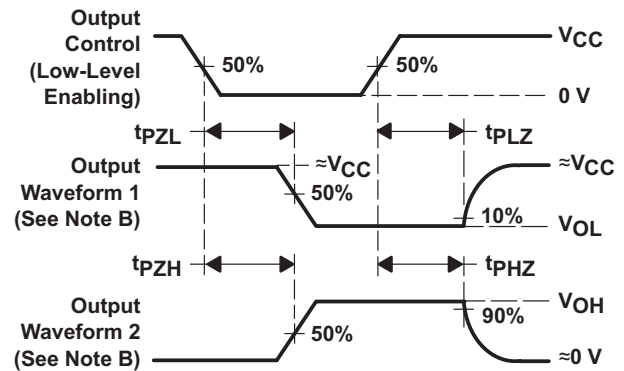 Output
Control
(Low-Level
Enabling)
50%
50%
VCC
0 V
tPZL
tPLZ
Output
Waveform 1
(See Note B)
≈VCC
50%
10%
≈VCC
VOL
tPZH
tPHZ
Output
Waveform 2
(See Note B)
50%
90%
VOH
≈0 V